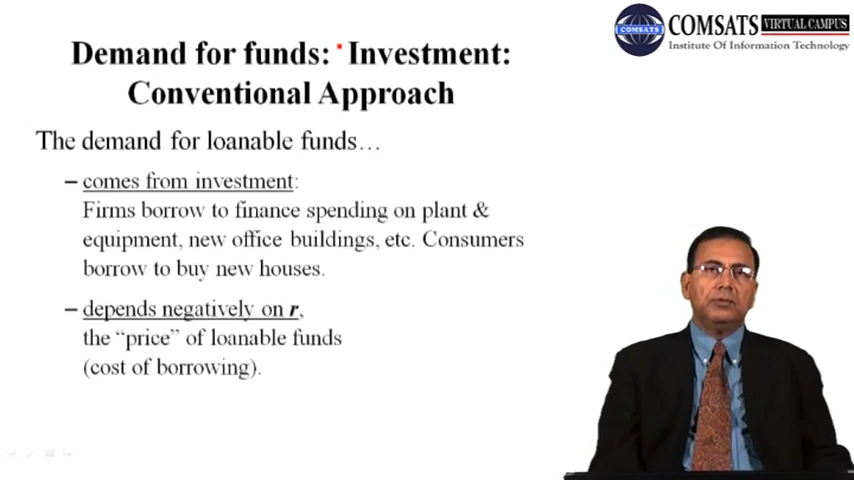 Demand for funds: Investment:
Conventional Approach
The demand for loanable funds…
– comes from investment:
Firms borrow to finance spending on plant &
equipment, new office buildings, etc. Consumers
borrow to buy new houses.
– depends negatively on r,
the “price” of loanable funds
(cost of borrowing).
COMSATS
COMSATS VIRTUAL CAMPUS
Institute Of Information Technology